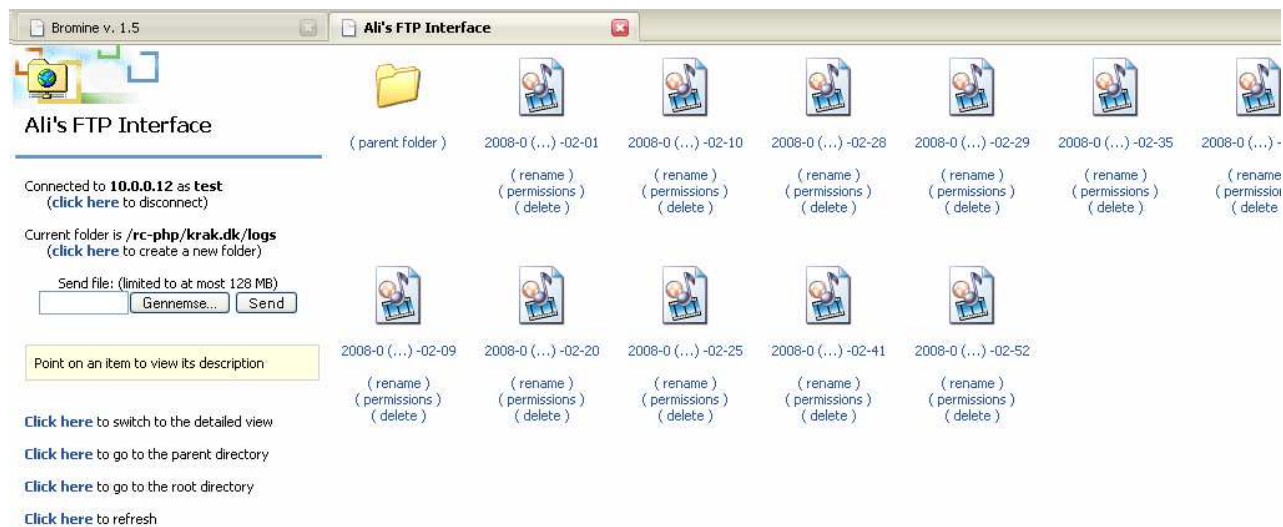 Bromine v. 1.5
Ali's FTP Interface
Ali's FTP Interface
Connected to 10.0.0.12 as test
(click here to disconnect)
Current folder is /rc-php/krak.dk/logs
(click here to create a new folder)
Send file: (limited to at most 128 MB)
Gennemse... Send
Point on an item to view its description
Click here to switch to the detailed view
Click here to go to the parent directory
Click here to go to the root directory
Click here to refresh
( parent folder ) 2008-0 (...) -02-01 2008-0 (...) -02-10 2008-0 (...) -02-28 2008-0 (...) -02-29 2008-0 (...) -02-35 2008-0 (...) -
( rename ) ( rename ) ( rename ) ( rename ) ( rename ) ( rename
( permissions ) ( permissions ) ( permissions ) ( permissions ) ( permissions ) ( permission
( delete ) ( delete ) ( delete ) ( delete ) ( delete ) ( delete
2008-0 (...) -02-09 2008-0 (...) -02-20 2008-0 (...) -02-25 2008-0 (...) -02-41 2008-0 (...) -02-52
( rename ) ( rename ) ( rename ) ( rename ) ( rename )
( permissions ) ( permissions ) ( permissions ) ( permissions ) ( permissions )
( delete ) ( delete ) ( delete ) ( delete ) ( delete )